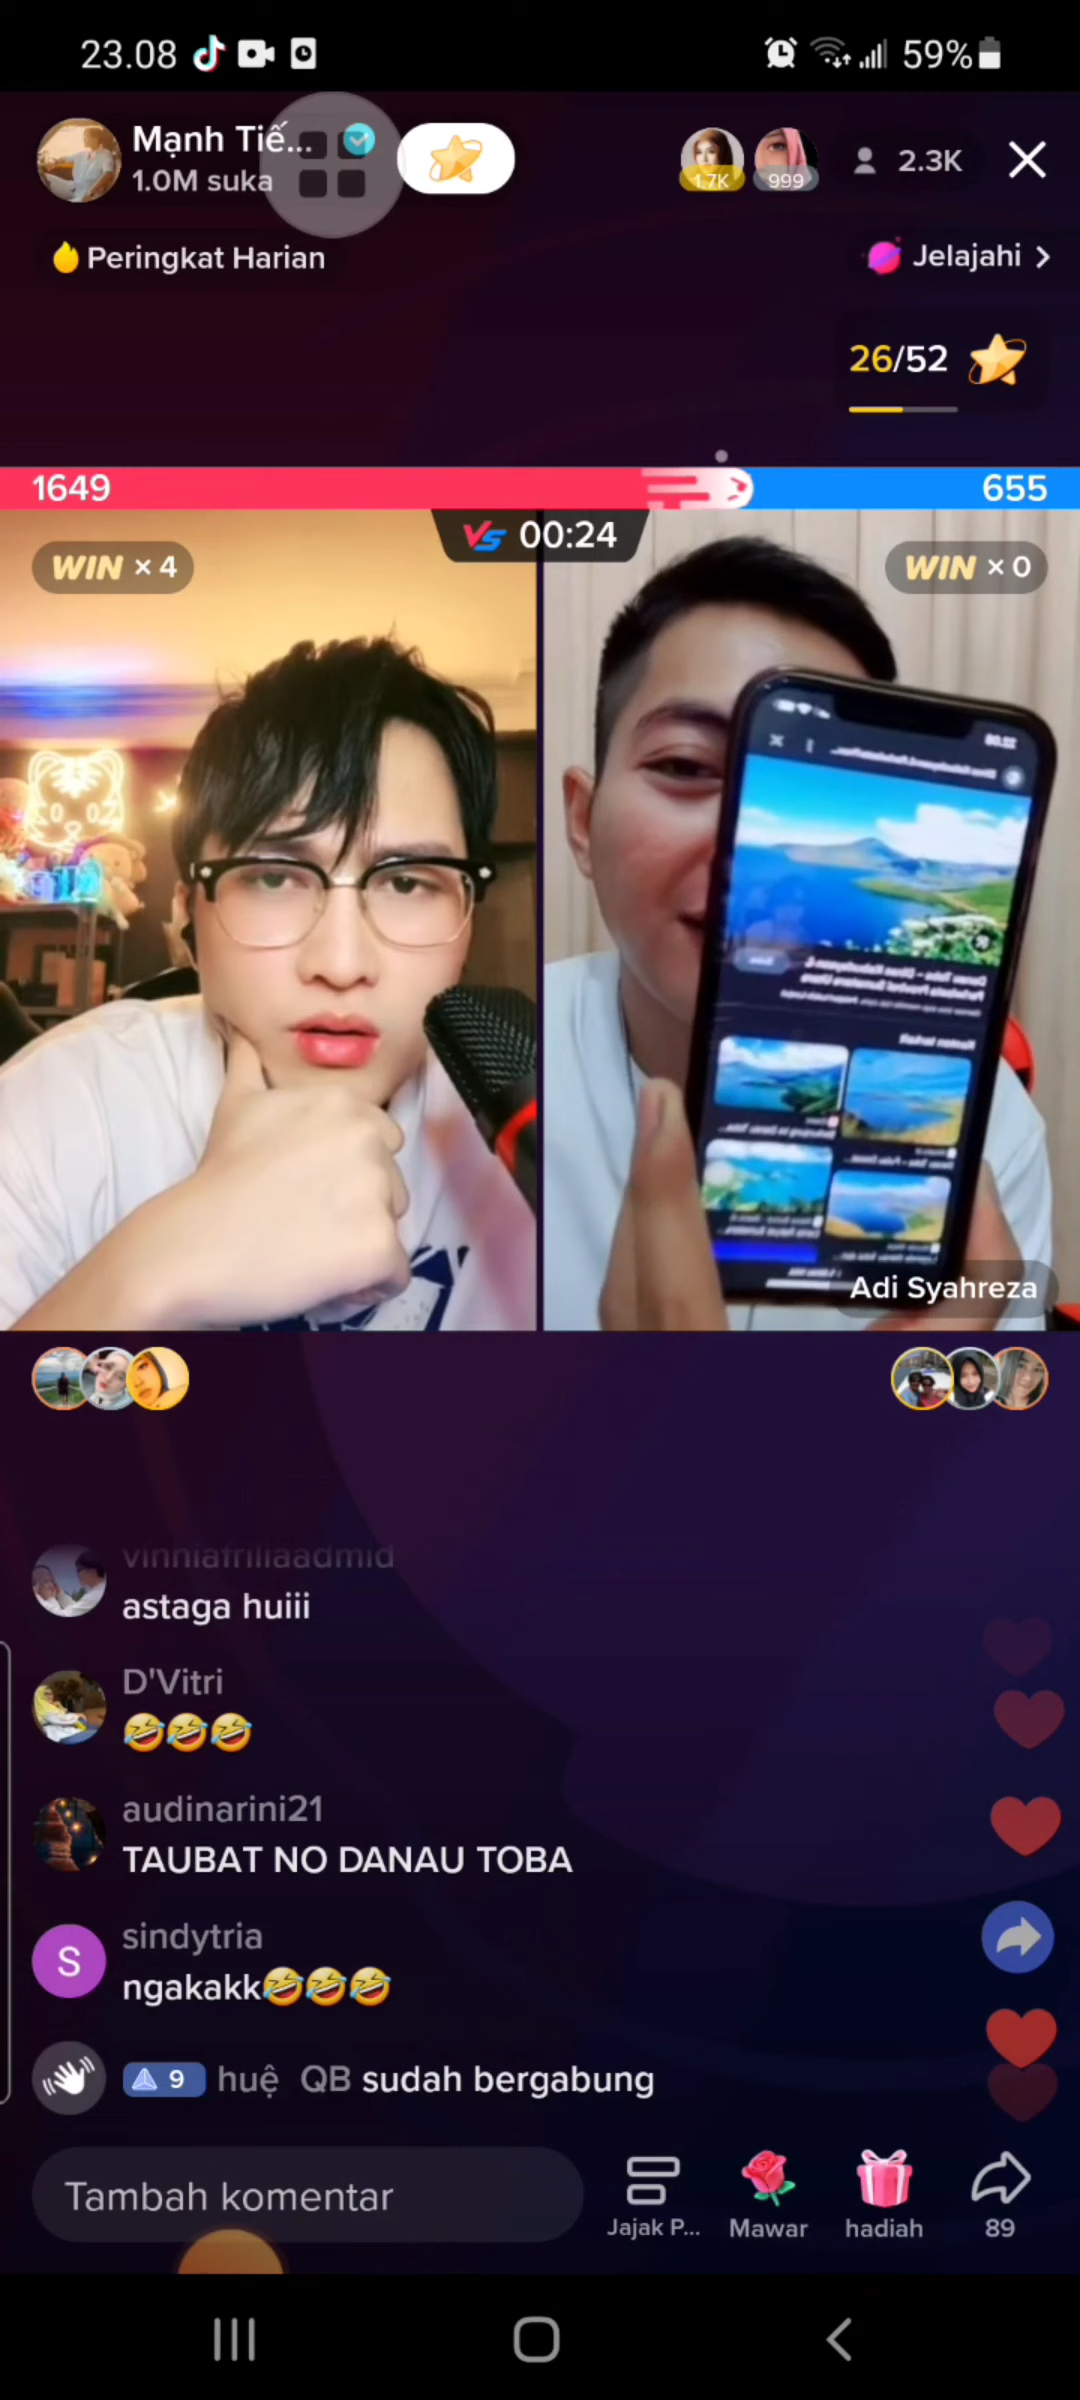 23.08
59%
Mạnh Tiế...
1.0M suka
1.7K
999
2.3K
Peringkat Harian
Jelajahi >
26/52
1649
655
VS 00:24
WIN × 4
WIN × 0
Adi Syahreza
vinniafriliaadmid
astaga huiii
D'Vitri
🤣🤣🤣
audinarini21
TAUBAT NO DANAU TOBA
S
sindytria
ngakakk🤣🤣🤣
9 huệ QB sudah bergabung
Tambah komentar
Jajak P...
Mawar
hadiah
89